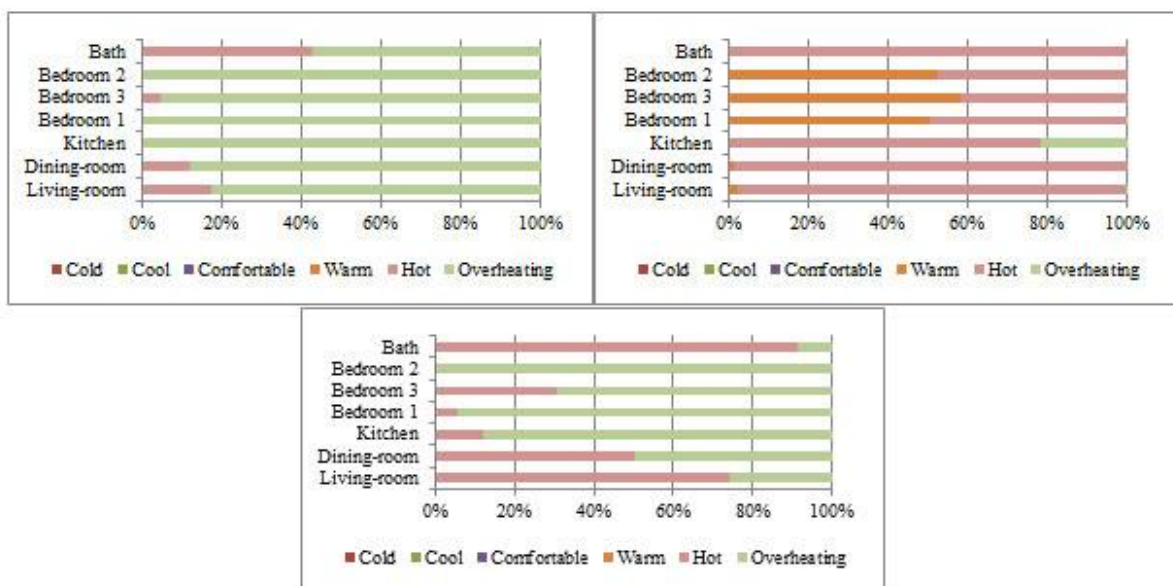 Bath
Bedroom 2
Bedroom 3
Bedroom 1
Kitchen
Dining-room
Living-room
0% 20% 40% 60% 80% 100%
Cold Cool Comfortable Warm Hot Overheating
Bath
Bedroom 2
Bedroom 3
Bedroom 1
Kitchen
Dining-room
Living-room
0% 20% 40% 60% 80% 100%
Cold Cool Comfortable Warm Hot Overheating
Bath
Bedroom 2
Bedroom 3
Bedroom 1
Kitchen
Dining-room
Living-room
0% 20% 40% 60% 80% 100%
Cold Cool Comfortable Warm Hot Overheating